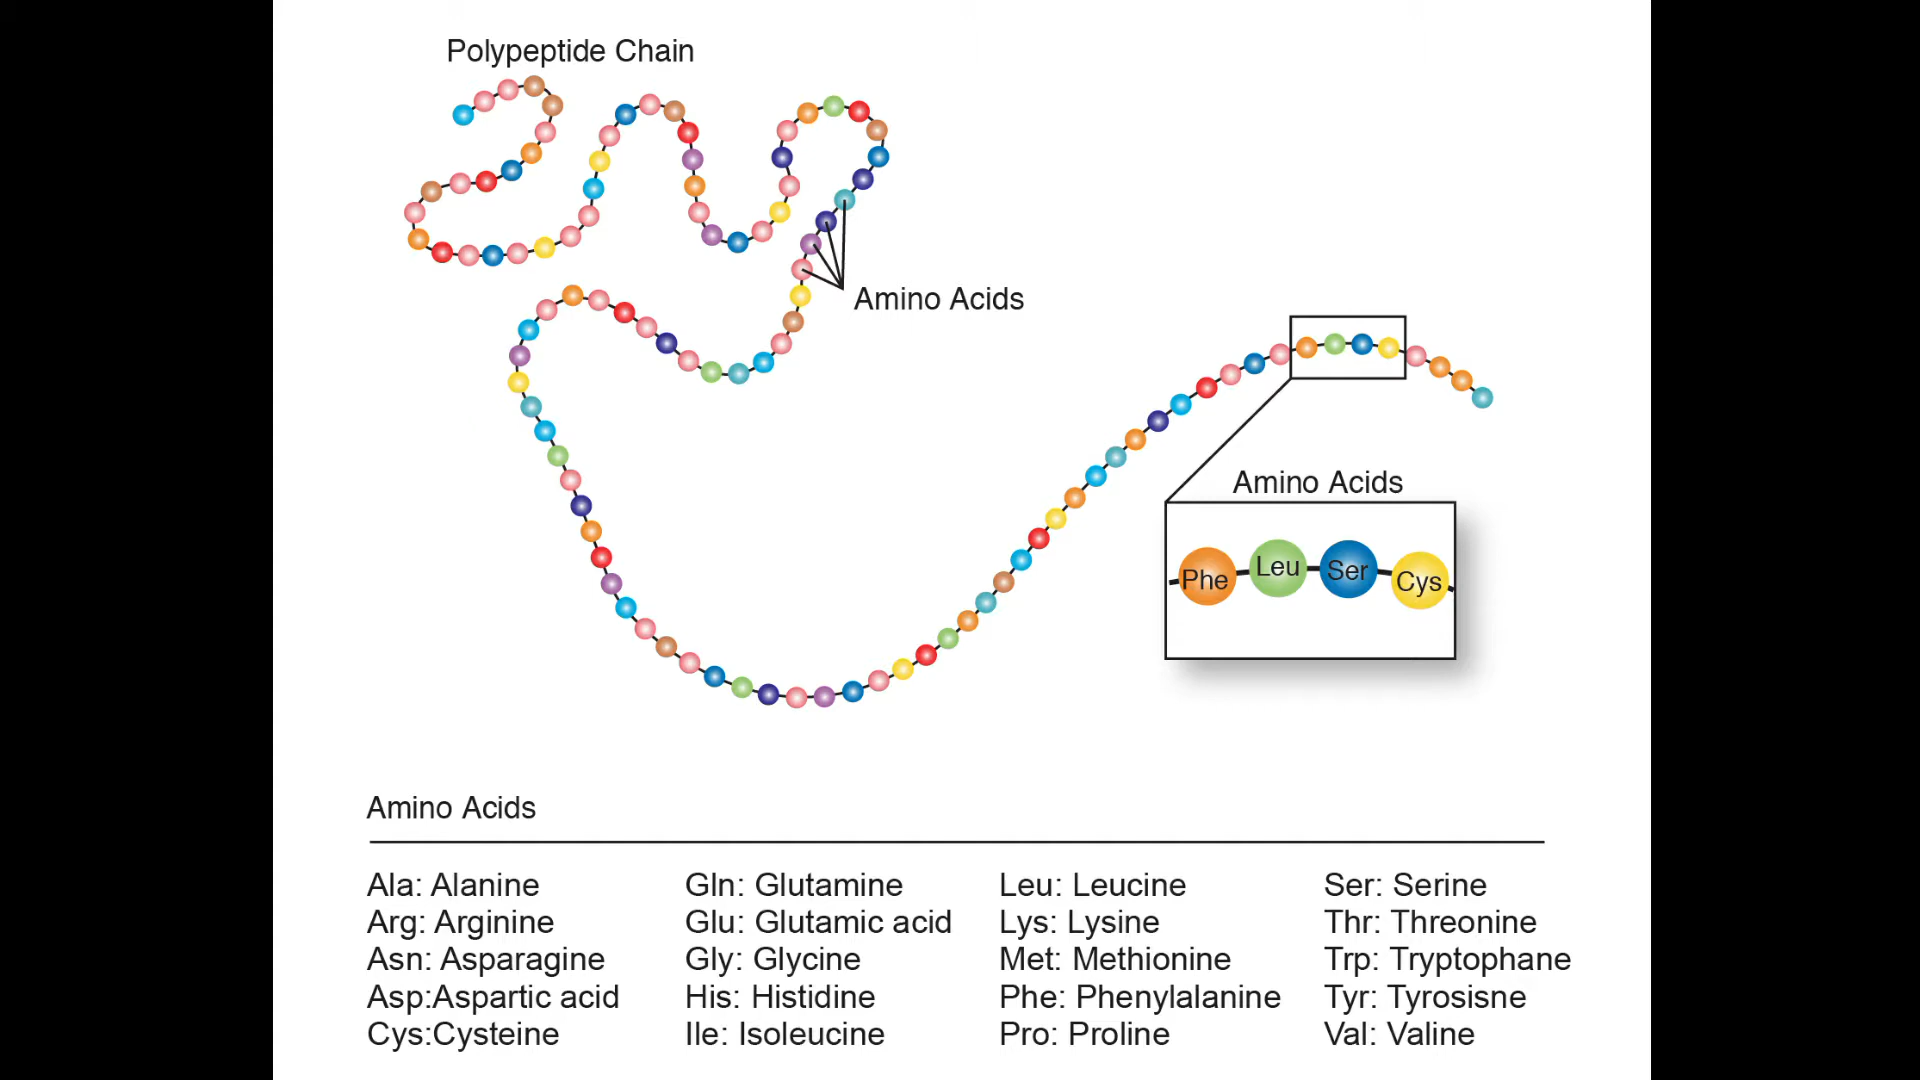 Polypeptide Chain
Amino Acids
Amino Acids
Phe Leu Ser Cys
Amino Acids
Ala: Alanine
Arg: Arginine
Asn: Asparagine
Asp:Aspartic acid
Cys:Cysteine
Gln: Glutamine
Glu: Glutamic acid
Gly: Glycine
His: Histidine
Ile: Isoleucine
Leu: Leucine
Lys: Lysine
Met: Methionine
Phe: Phenylalanine
Pro: Proline
Ser: Serine
Thr: Threonine
Trp: Tryptophane
Tyr: Tyrosisne
Val: Valine